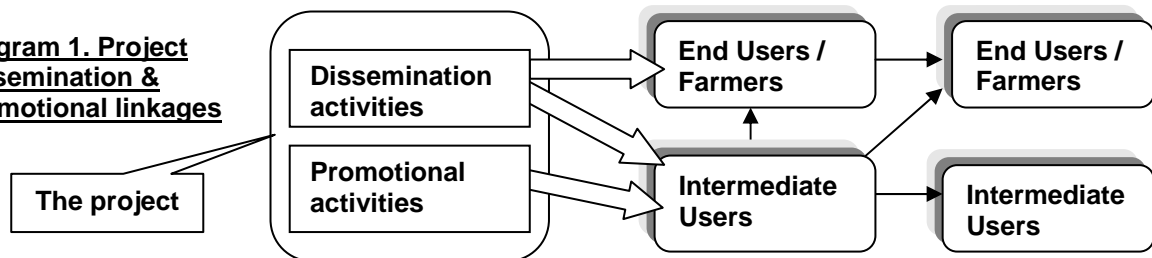 gram 1. Project
semination &
motional linkages
The project
Dissemination
activities
Promotional
activities
End Users /
Farmers
Intermediate
Users
End Users /
Farmers
Intermediate
Users